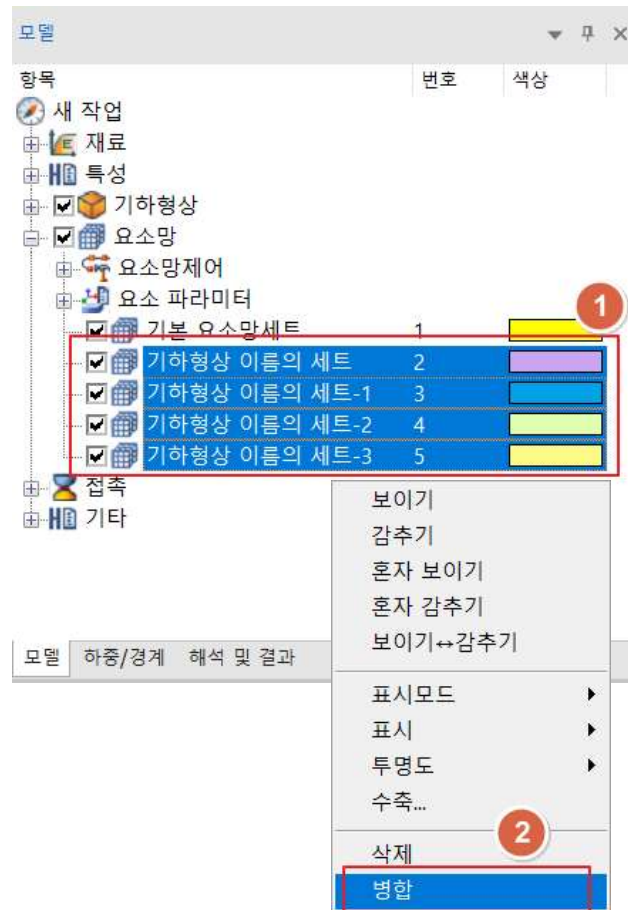 모델
항목 번호 색상
새 작업
재료
특성
기하형상
요소망
요소망제어
요소 파라미터
1
기본 요소망세트 1
기하형상 이름의 세트 2
기하형상 이름의 세트-1 3
기하형상 이름의 세트-2 4
기하형상 이름의 세트-3 5
접촉
기타
모델 하중/경계 해석 및 결과
보이기
감추기
혼자 보이기
혼자 감추기
보이기↔감추기
표시모드
표시
투명도
수축...
2
삭제
병합